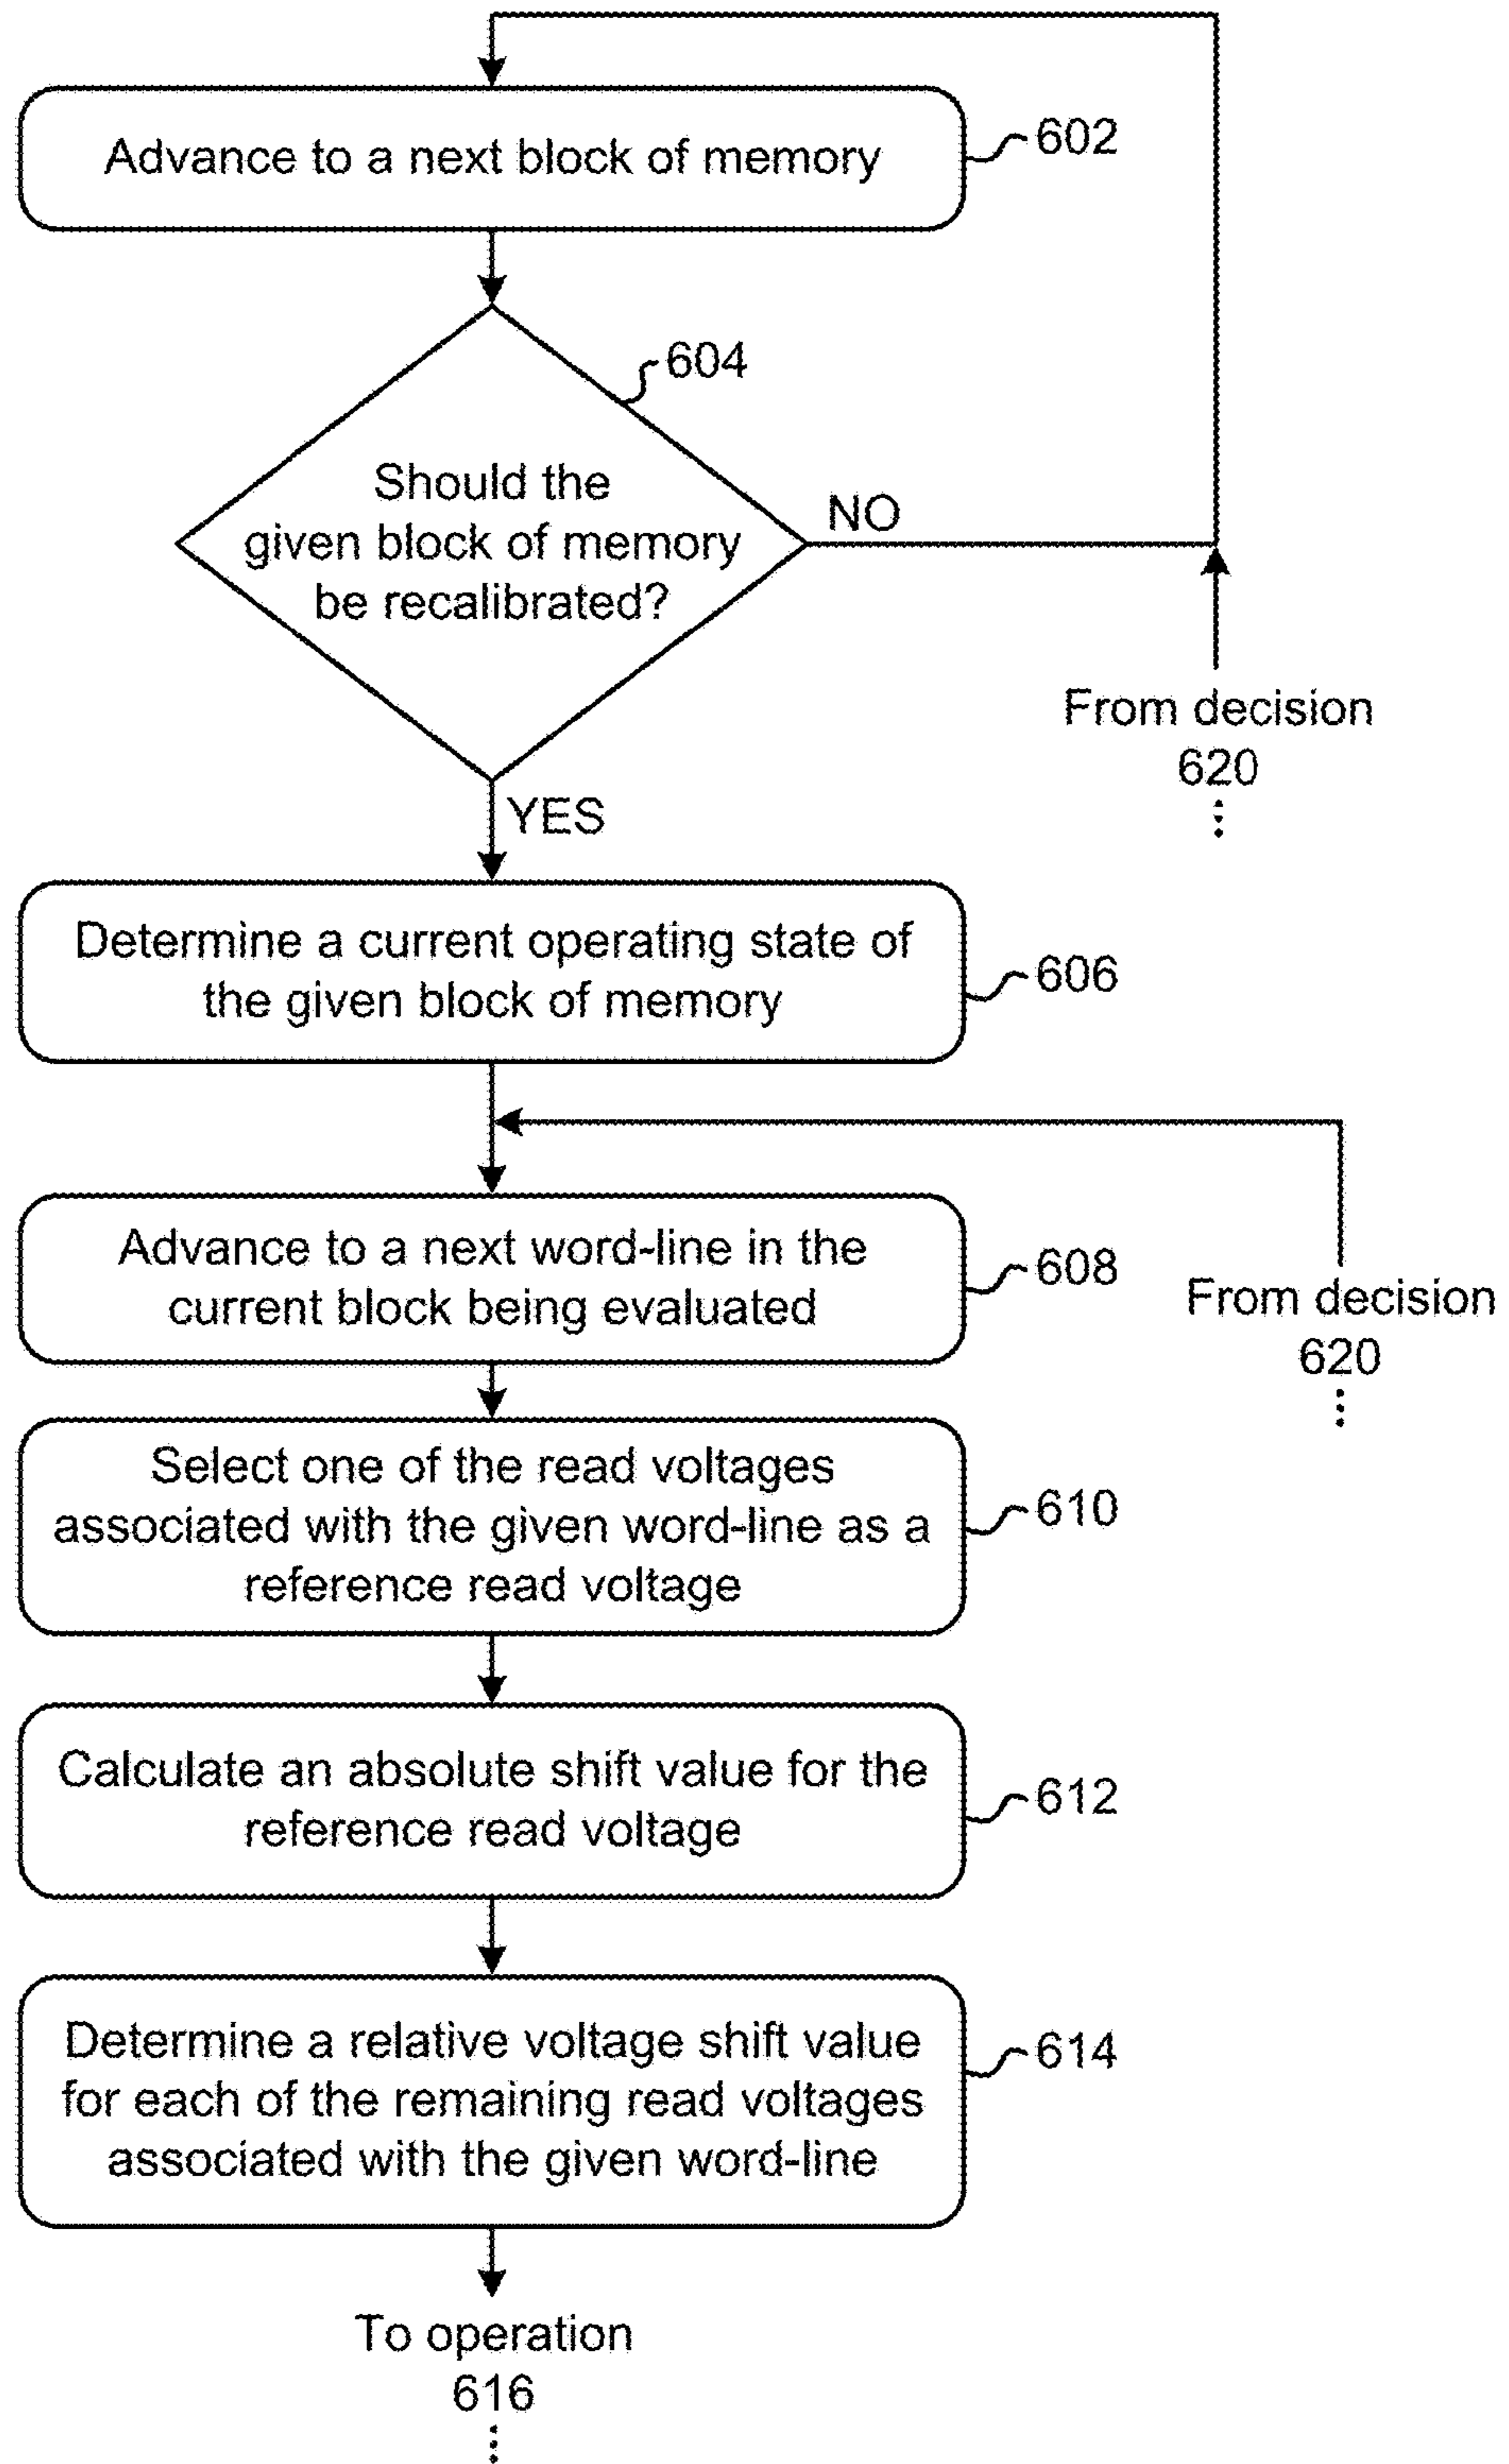 Advance to a next block of memory
602
604
Should the
given block of memory
be recalibrated?
NO
From decision
620
YES
Determine a current operating state of
the given block of memory
606
Advance to a next word-line in the
current block being evaluated
608
From decision
620
Select one of the read voltages
associated with the given word-line as a
reference read voltage
610
Calculate an absolute shift value for the
reference read voltage
612
Determine a relative voltage shift value
for each of the remaining read voltages
associated with the given word-line
614
To operation
616